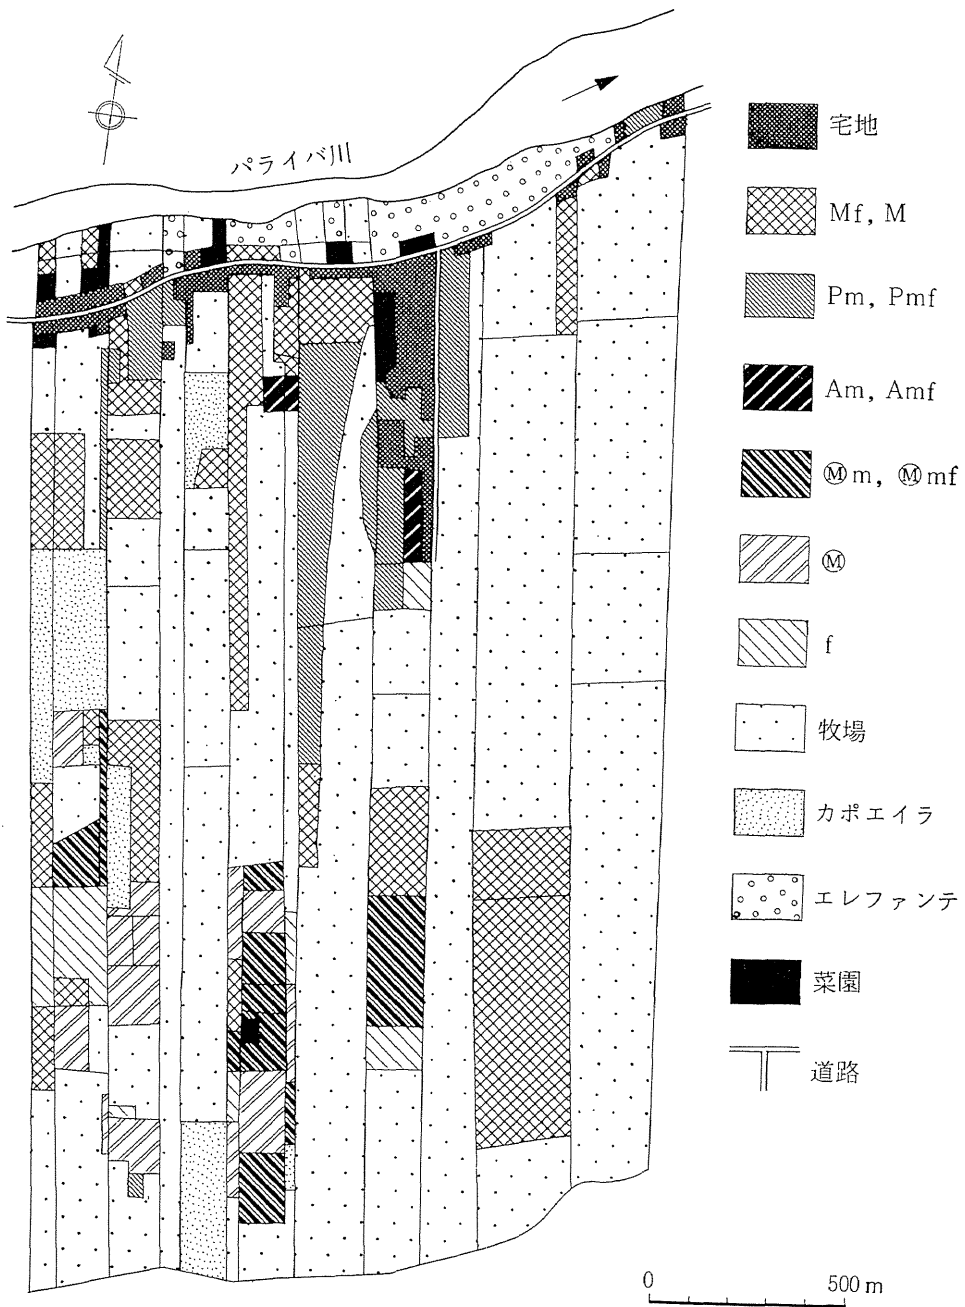 パライバ川
宅地
Mf, M
Pm, Pmf
Am, Amf
Ⓜm, Ⓜmf
Ⓜ
f
牧場
カポエイラ
エレファンテ
菜園
道路
0 500m